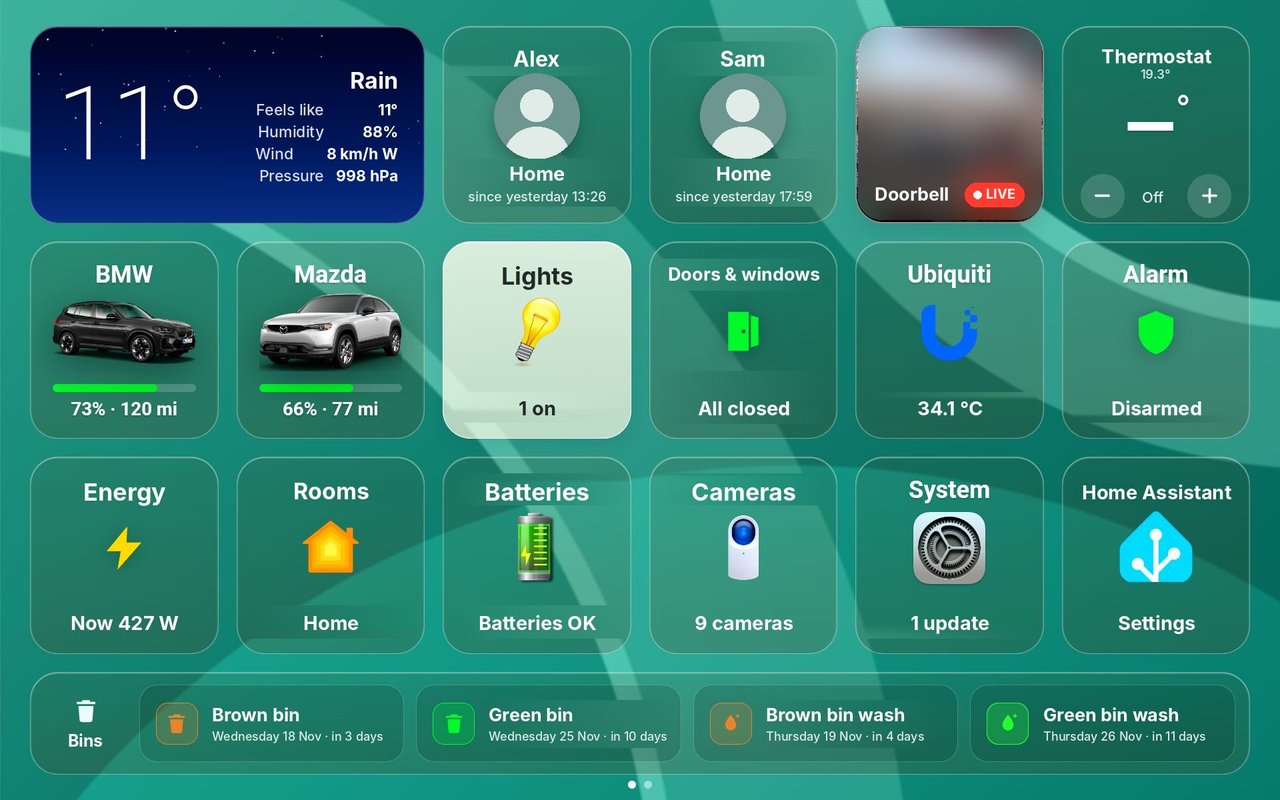 11°
Rain
Feels like 11°
Humidity 88%
Wind 8 km/h W
Pressure 998 hPa
Alex
Home
since yesterday 13:26
Sam
Home
since yesterday 17:59
Doorbell LIVE
Thermostat
19.3°
–°
− Off +
BMW
73% · 120 mi
Mazda
66% · 77 mi
Lights
1 on
Doors & windows
All closed
Ubiquiti
34.1 °C
Alarm
Disarmed
Energy
Now 427 W
Rooms
Home
Batteries
Batteries OK
Cameras
9 cameras
System
1 update
Home Assistant
Settings
Bins
Brown bin
Wednesday 18 Nov · in 3 days
Green bin
Wednesday 25 Nov · in 10 days
Brown bin wash
Thursday 19 Nov · in 4 days
Green bin wash
Thursday 26 Nov · in 11 days